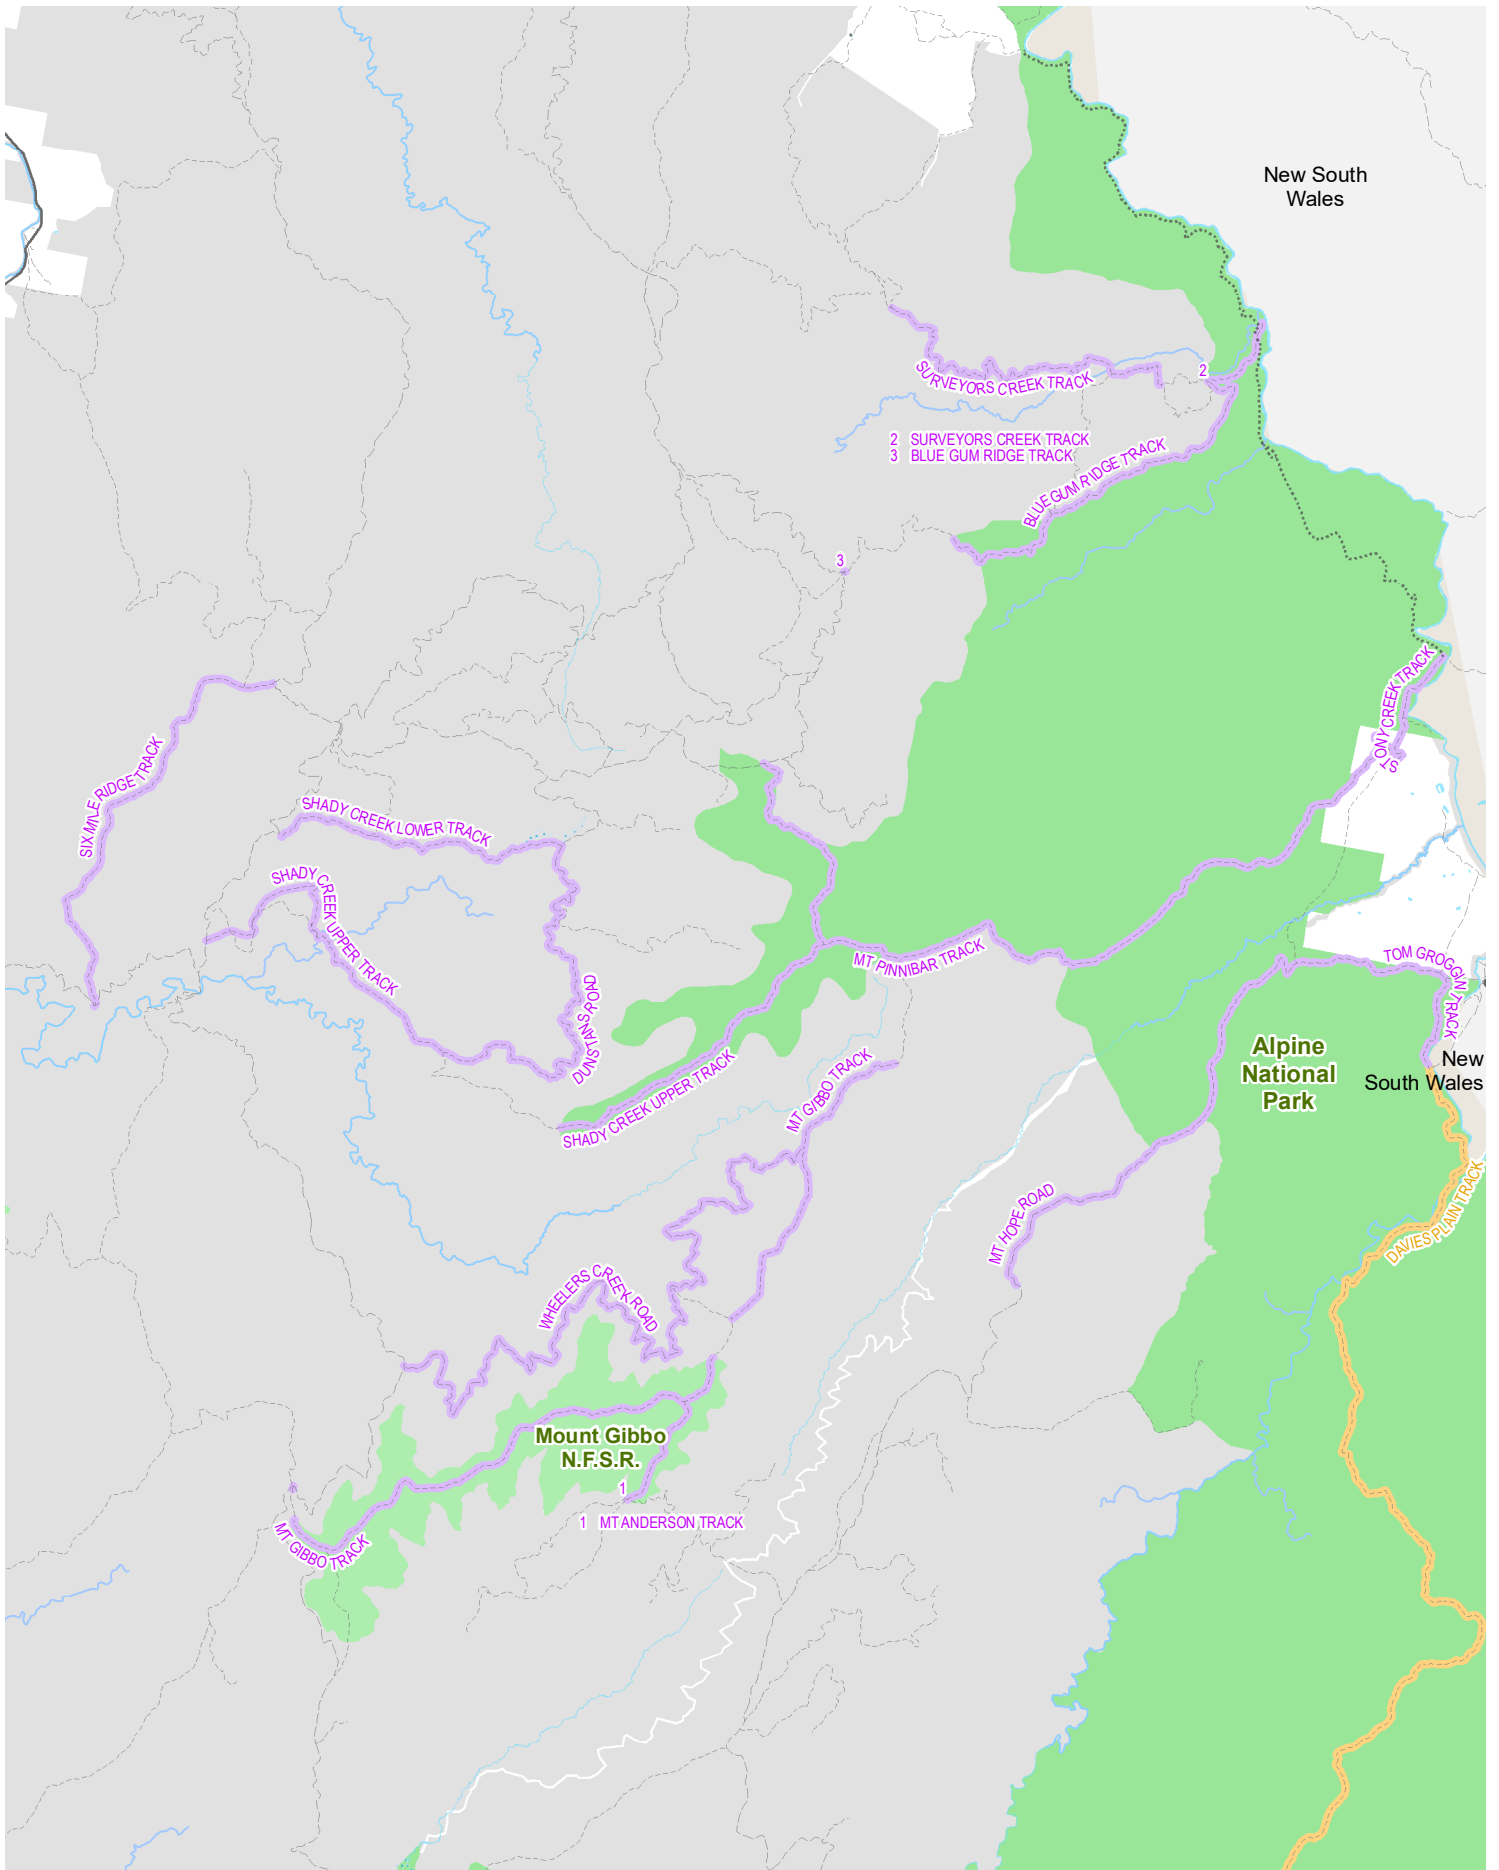 New South
Wales
SURVEYORS CREEK TRACK
2
2 SURVEYORS CREEK TRACK
3 BLUE GUM RIDGE TRACK
BLUE GUM RIDGE TRACK
3
STONY CREEK TRACK
SIX MILE RIDGE TRACK
SHADY CREEK LOWER TRACK
SHADY CREEK UPPER TRACK
MT PINNIBAR TRACK
TOM GROGGIN TRACK
DUNSTANS ROAD
Alpine
National
Park
New
South Wales
SHADY CREEK UPPER TRACK
MT GIBBO TRACK
DAVIES PLAIN TRACK
MT HOPE ROAD
WHEELERS CREEK ROAD
Mount Gibbo
N.F.S.R.
1
1 MT ANDERSON TRACK
MT GIBBO TRACK